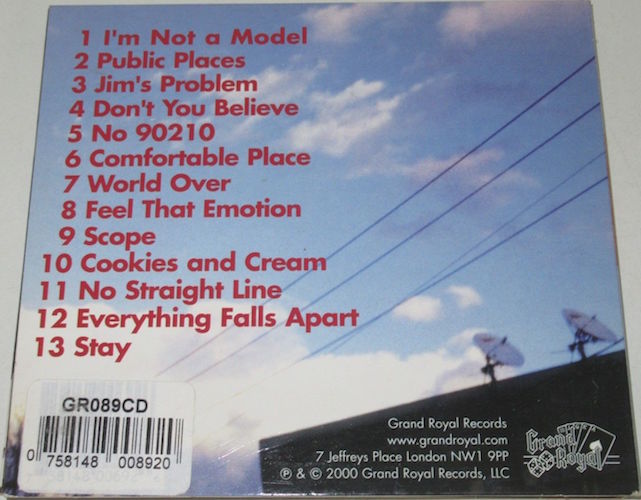 1 I'm Not a Model
2 Public Places
3 Jim's Problem
4 Don't You Believe
5 No 90210
6 Comfortable Place
7 World Over
8 Feel That Emotion
9 Scope
10 Cookies and Cream
11 No Straight Line
12 Everything Falls Apart
13 Stay
GR089CD
0 758148 008920
Grand Royal Records
www.grandroyal.com
7 Jeffreys Place London NW1 9PP
℗ & © 2000 Grand Royal Records, LLC
Grand
Royal